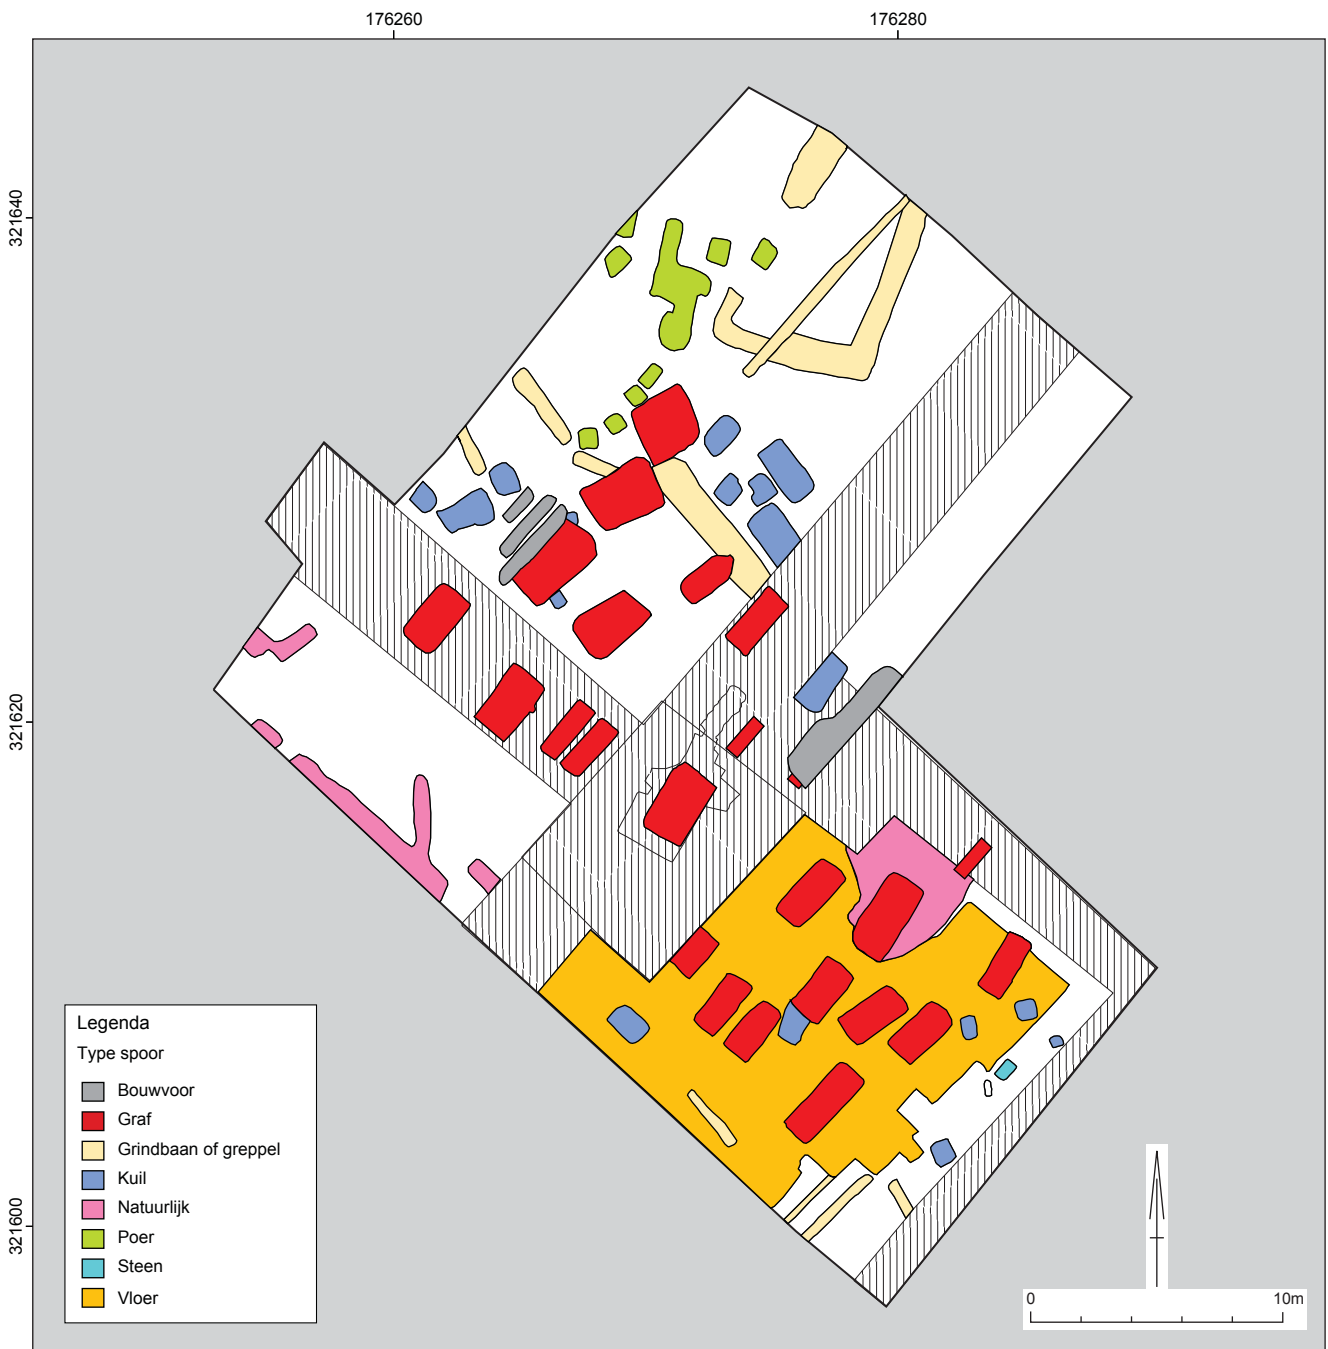 176260
176280
321640
321620
321600
Legenda
Type spoor
Bouwvoor
Graf
Grindbaan of greppel
Kuil
Natuurlijk
Poer
Steen
Vloer
0
10m